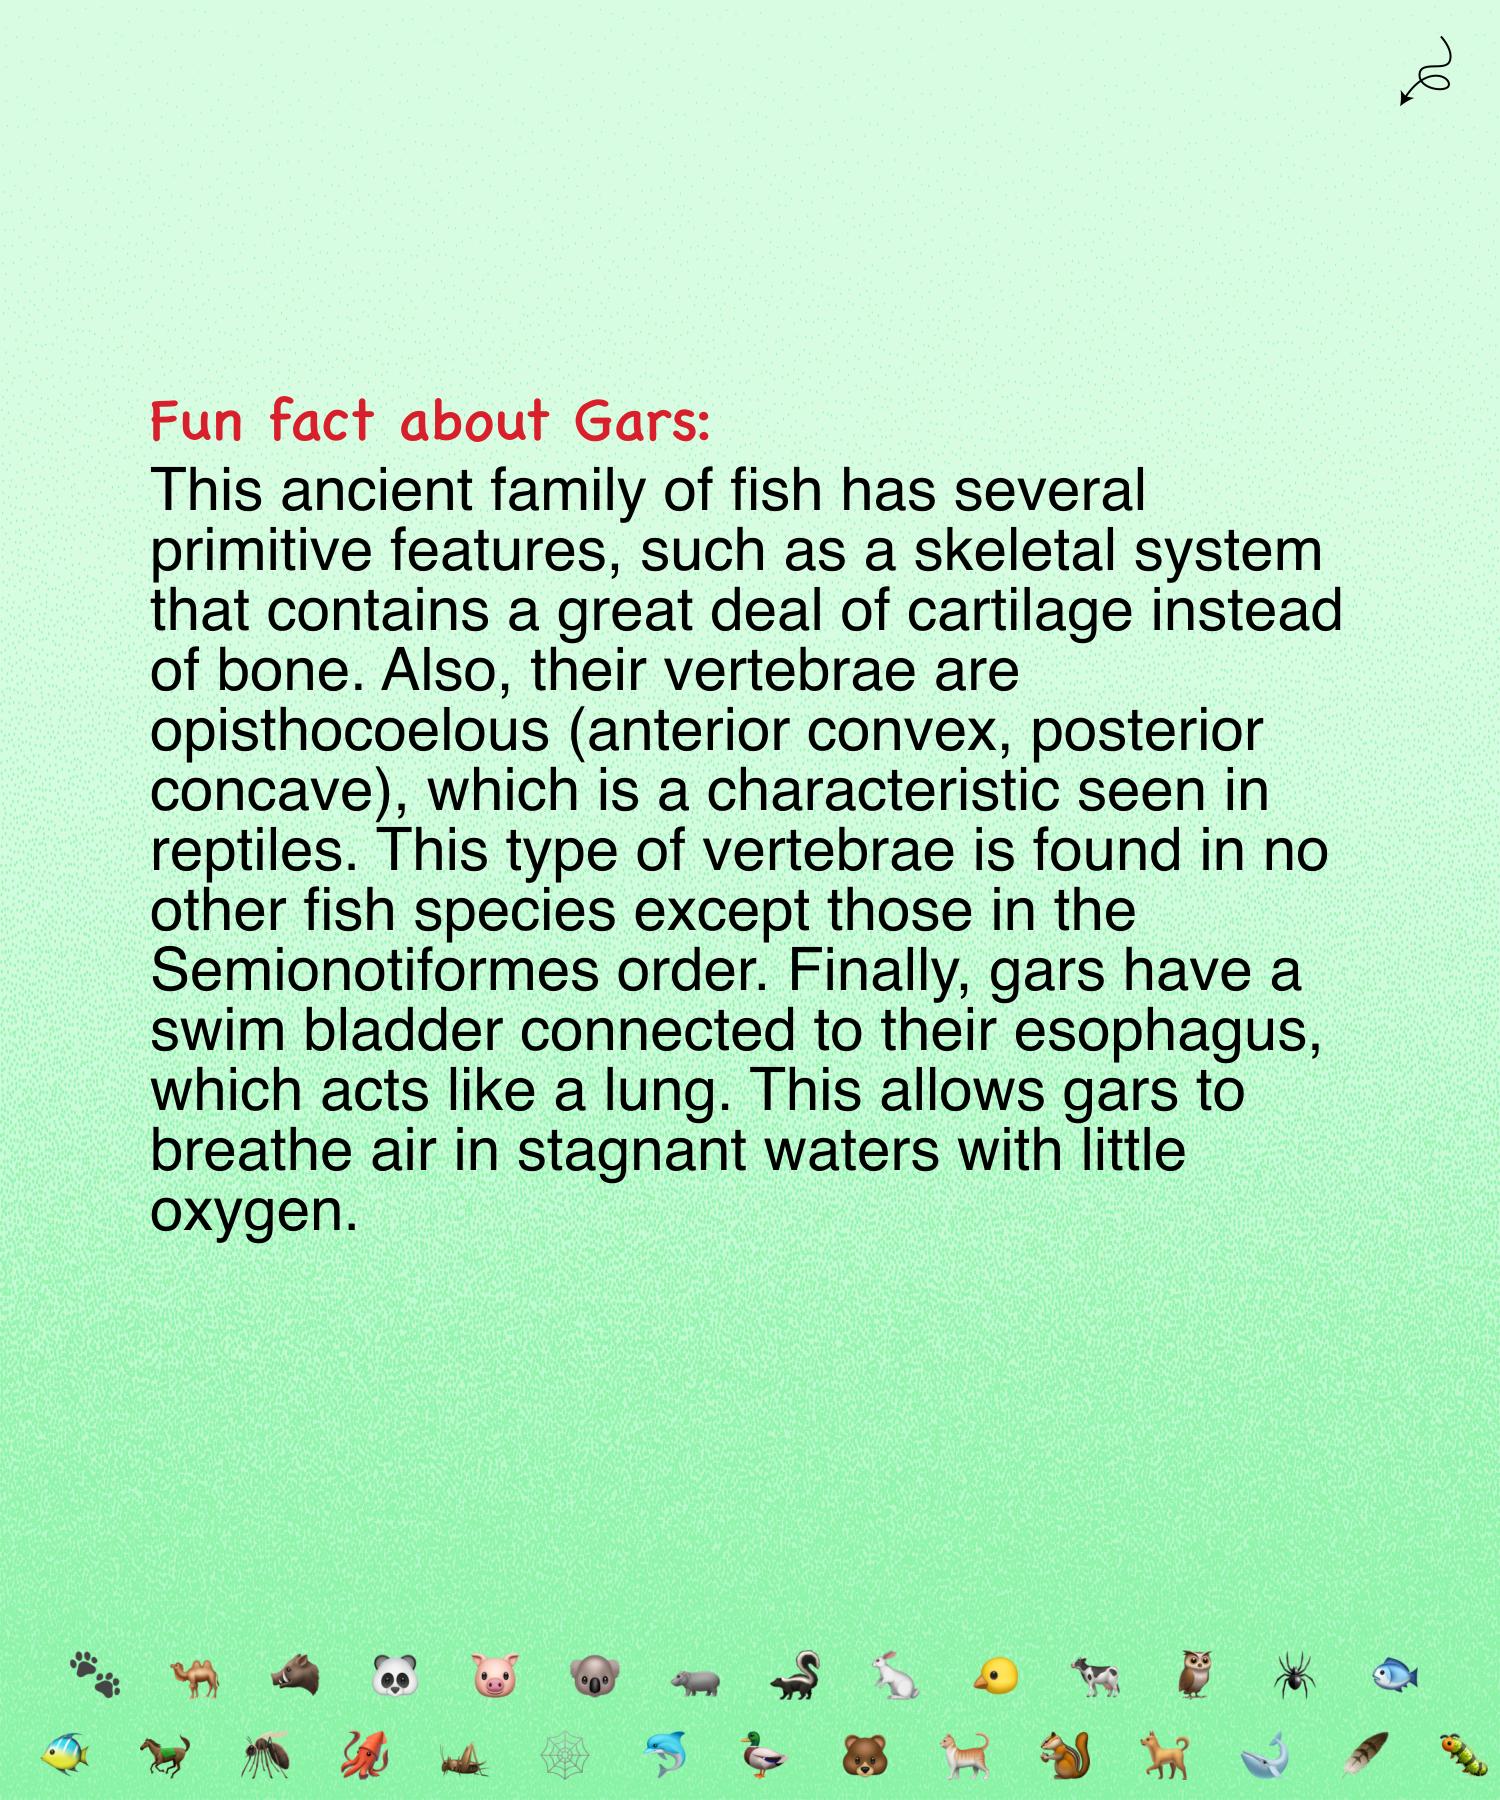 Fun fact about Gars:
This ancient family of fish has several
primitive features, such as a skeletal system
that contains a great deal of cartilage instead
of bone. Also, their vertebrae are
opisthocoelous (anterior convex, posterior
concave), which is a characteristic seen in
reptiles. This type of vertebrae is found in no
other fish species except those in the
Semionotiformes order. Finally, gars have a
swim bladder connected to their esophagus,
which acts like a lung. This allows gars to
breathe air in stagnant waters with little
oxygen.